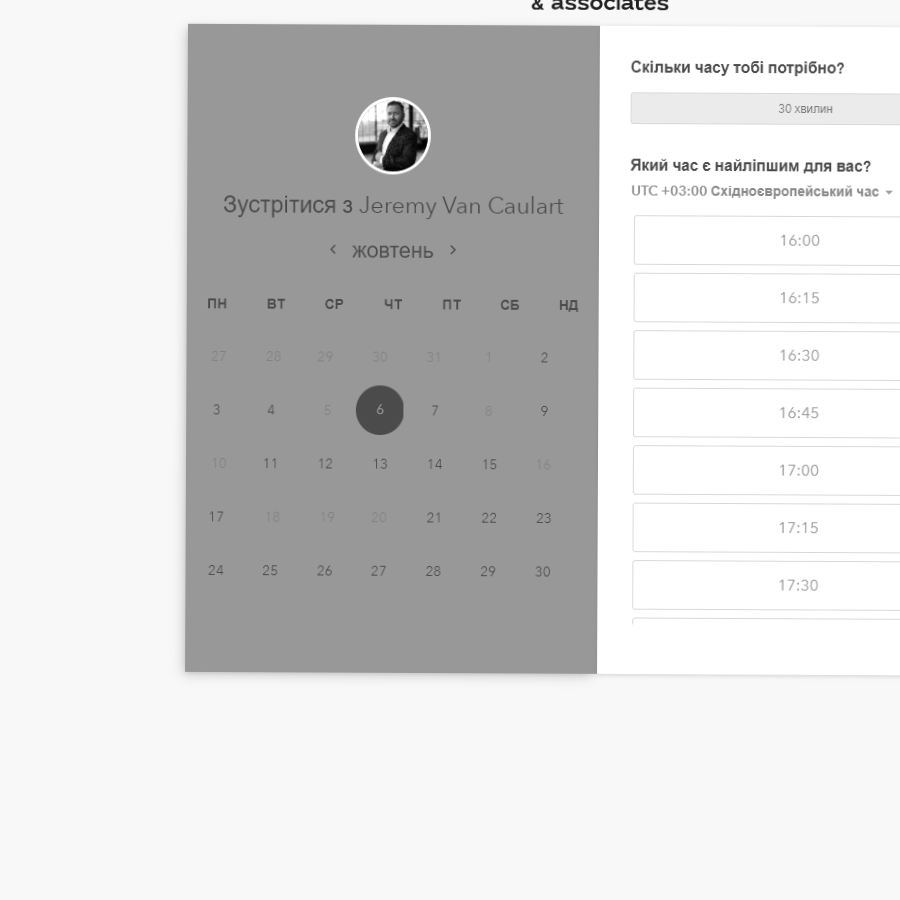 & associates
Зустрітися з Jeremy Van Caulart
жовтень
ПН ВТ СР ЧТ ПТ СБ НД
27 28 29 30 31 1 2
3 4 5 6 7 8 9
10 11 12 13 14 15 16
17 18 19 20 21 22 23
24 25 26 27 28 29 30
Скільки часу тобі потрібно?
30 хвилин
Який час є найліпшим для вас?
UTC +03:00 Східноєвропейський час
16:00
16:15
16:30
16:45
17:00
17:15
17:30